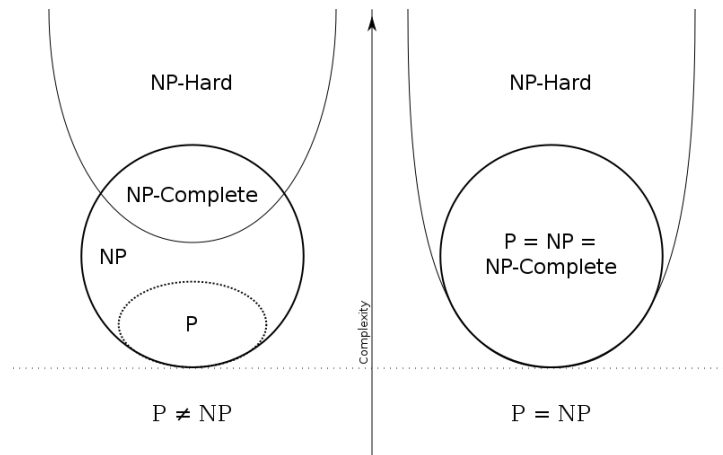 NP-Hard
NP-Complete
NP
P
P ≠ NP
Complexity
NP-Hard
P = NP =
NP-Complete
P = NP